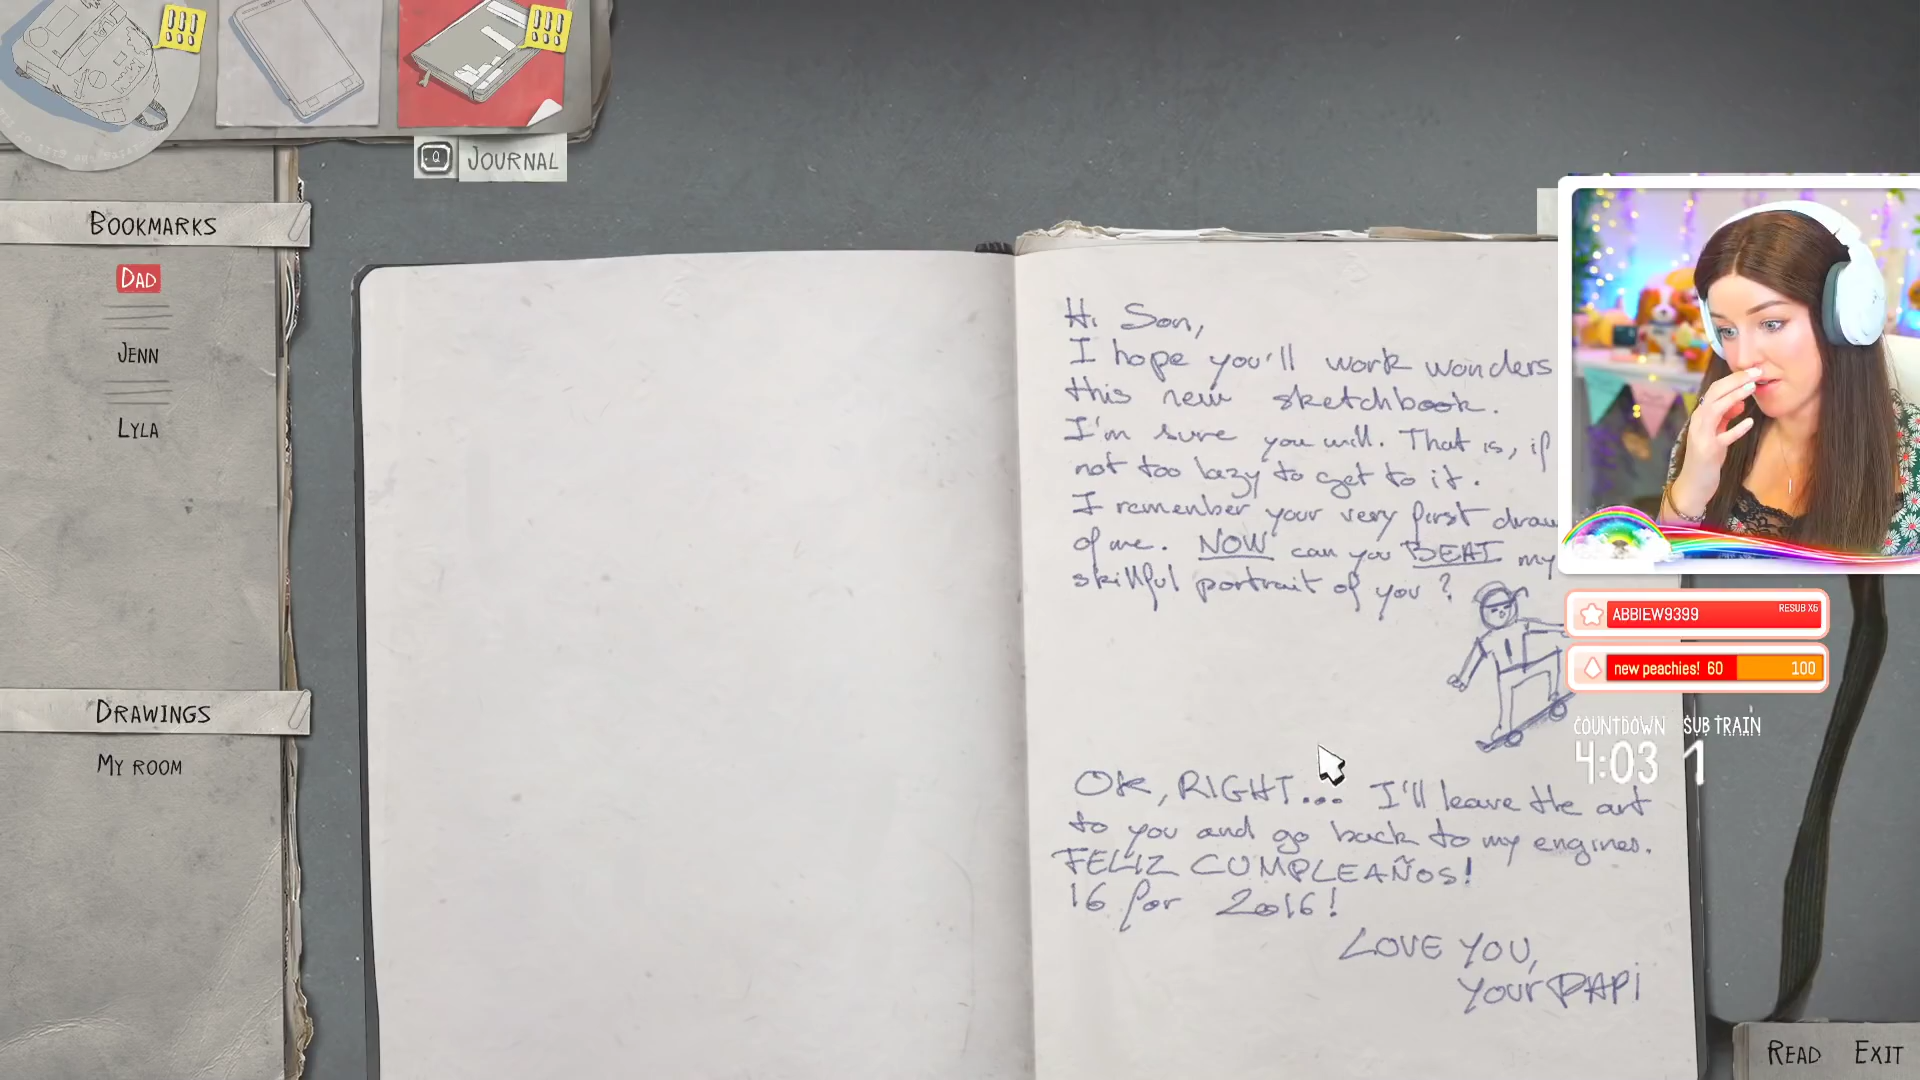 JOURNAL
BOOKMARKS
DAD
JENN
LYLA
DRAWINGS
MY ROOM
Hi Son,
I hope you'll work wonders
this new sketchbook.
I'm sure you will. That is, if
not too lazy to get to it.
I remenber your very first draw
of me. NOW can you BEAT my
skillful portrait of you?
OK, RIGHT... I'll leave the art
to you and go back to my engines.
FELIZ CUMPLEAÑOS!
16 for 2016!
LOVE YOU,
Your PAPI
ABBIEW9399
RESUB X6
new peachies! 60
100
COUNTDOWN
SUB TRAIN
4:03
1
READ
EXIT